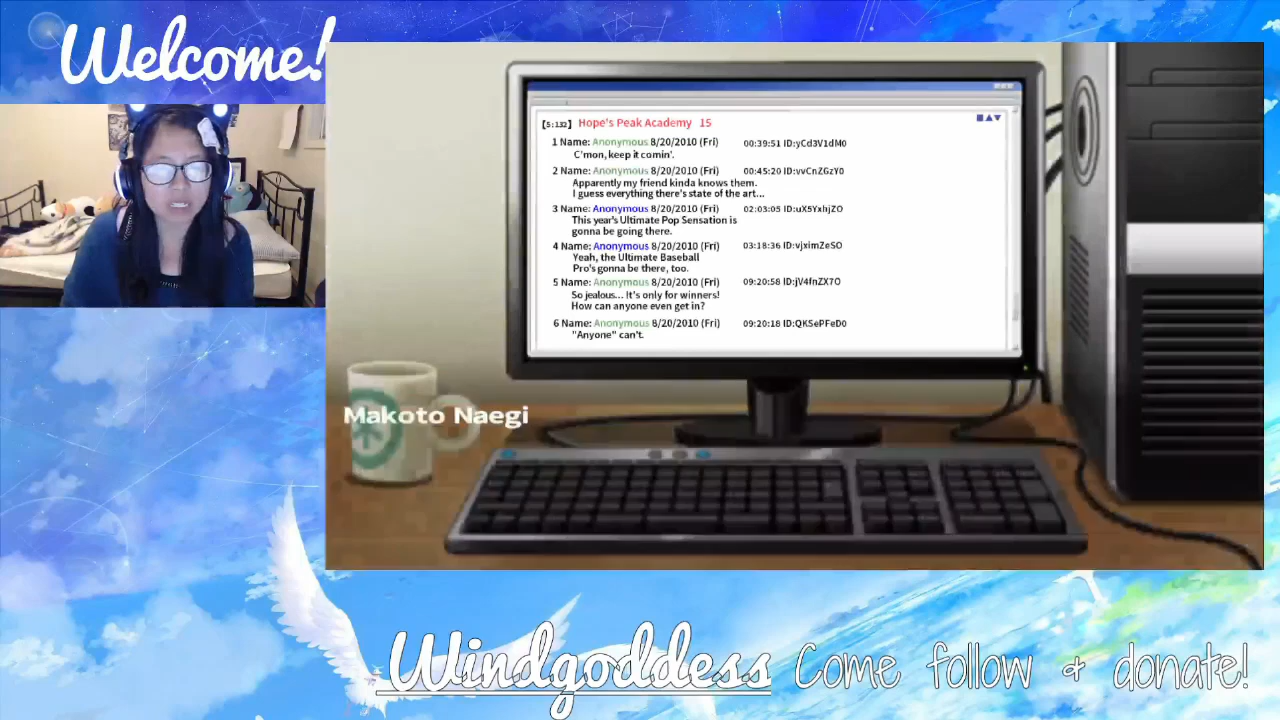 Welcome!
【5:132】 Hope's Peak Academy 15
1 Name: Anonymous 8/20/2010 (Fri) 00:39:51 ID:yCd3V1dM0
C'mon, keep it comin'.
2 Name: Anonymous 8/20/2010 (Fri) 00:45:20 ID:vvCnZGzY0
Apparently my friend kinda knows them.
I guess everything there's state of the art...
3 Name: Anonymous 8/20/2010 (Fri) 02:03:05 ID:uX5YxhjZO
This year's Ultimate Pop Sensation is
gonna be going there.
4 Name: Anonymous 8/20/2010 (Fri) 03:18:36 ID:vjximZeSO
Yeah, the Ultimate Baseball
Pro's gonna be there, too.
5 Name: Anonymous 8/20/2010 (Fri) 09:20:58 ID:jV4fnZX7O
So jealous... It's only for winners!
How can anyone even get in?
6 Name: Anonymous 8/20/2010 (Fri) 09:20:18 ID:QKSePFeD0
"Anyone" can't.
Makoto Naegi
Windgoddess Come follow & donate!